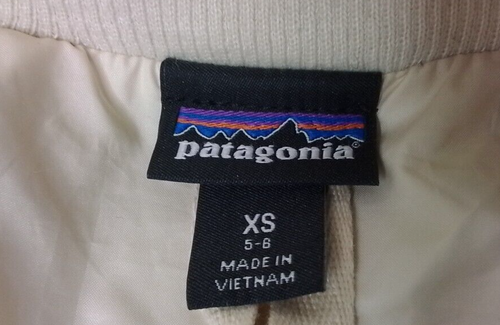 patagonia®
XS
5-6
MADE IN
VIETNAM